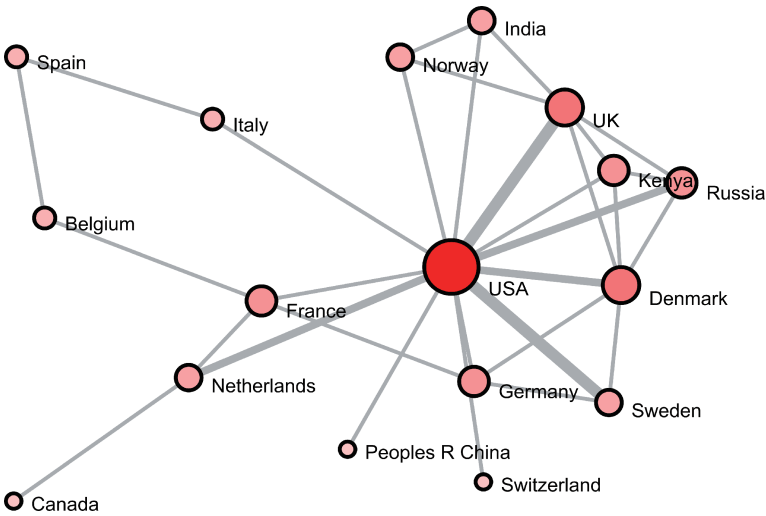 India
Spain
Norway
UK
Italy
Kenya
Russia
Belgium
USA
Denmark
France
Netherlands
Germany
Sweden
Peoples R China
Switzerland
Canada